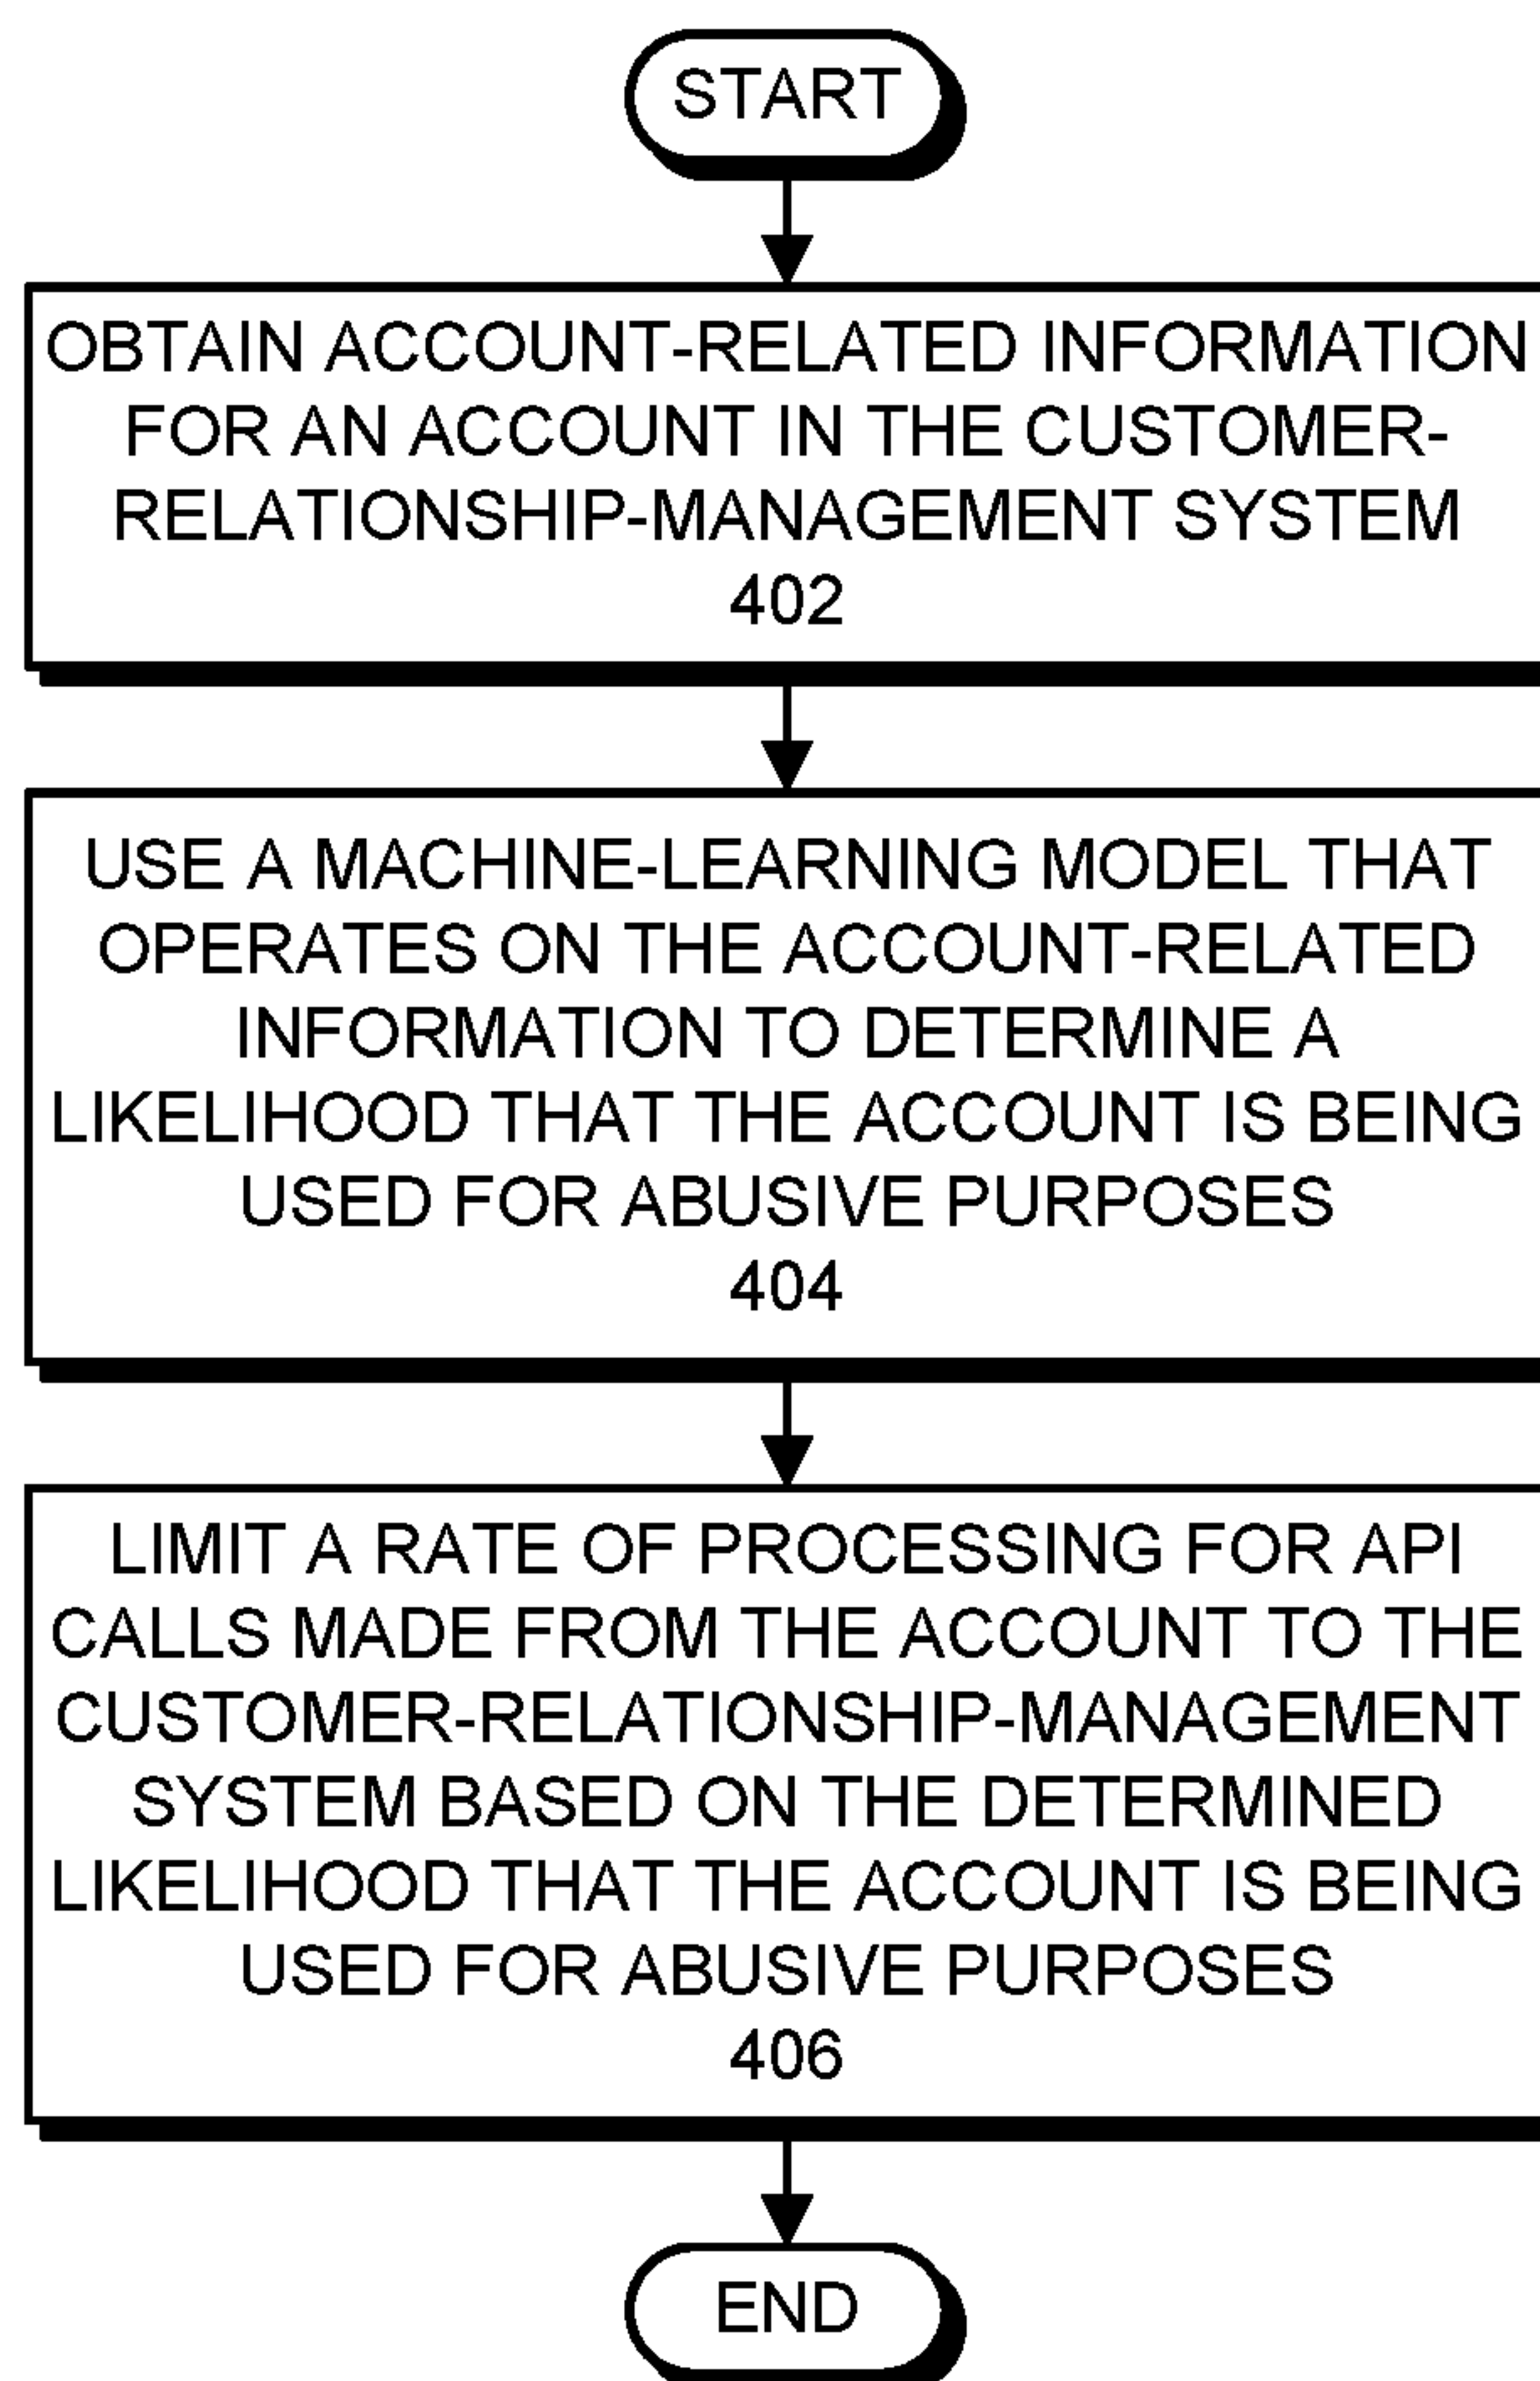 START
OBTAIN ACCOUNT-RELATED INFORMATION
FOR AN ACCOUNT IN THE CUSTOMER-
RELATIONSHIP-MANAGEMENT SYSTEM
402
USE A MACHINE-LEARNING MODEL THAT
OPERATES ON THE ACCOUNT-RELATED
INFORMATION TO DETERMINE A
LIKELIHOOD THAT THE ACCOUNT IS BEING
USED FOR ABUSIVE PURPOSES
404
LIMIT A RATE OF PROCESSING FOR API
CALLS MADE FROM THE ACCOUNT TO THE
CUSTOMER-RELATIONSHIP-MANAGEMENT
SYSTEM BASED ON THE DETERMINED
LIKELIHOOD THAT THE ACCOUNT IS BEING
USED FOR ABUSIVE PURPOSES
406
END